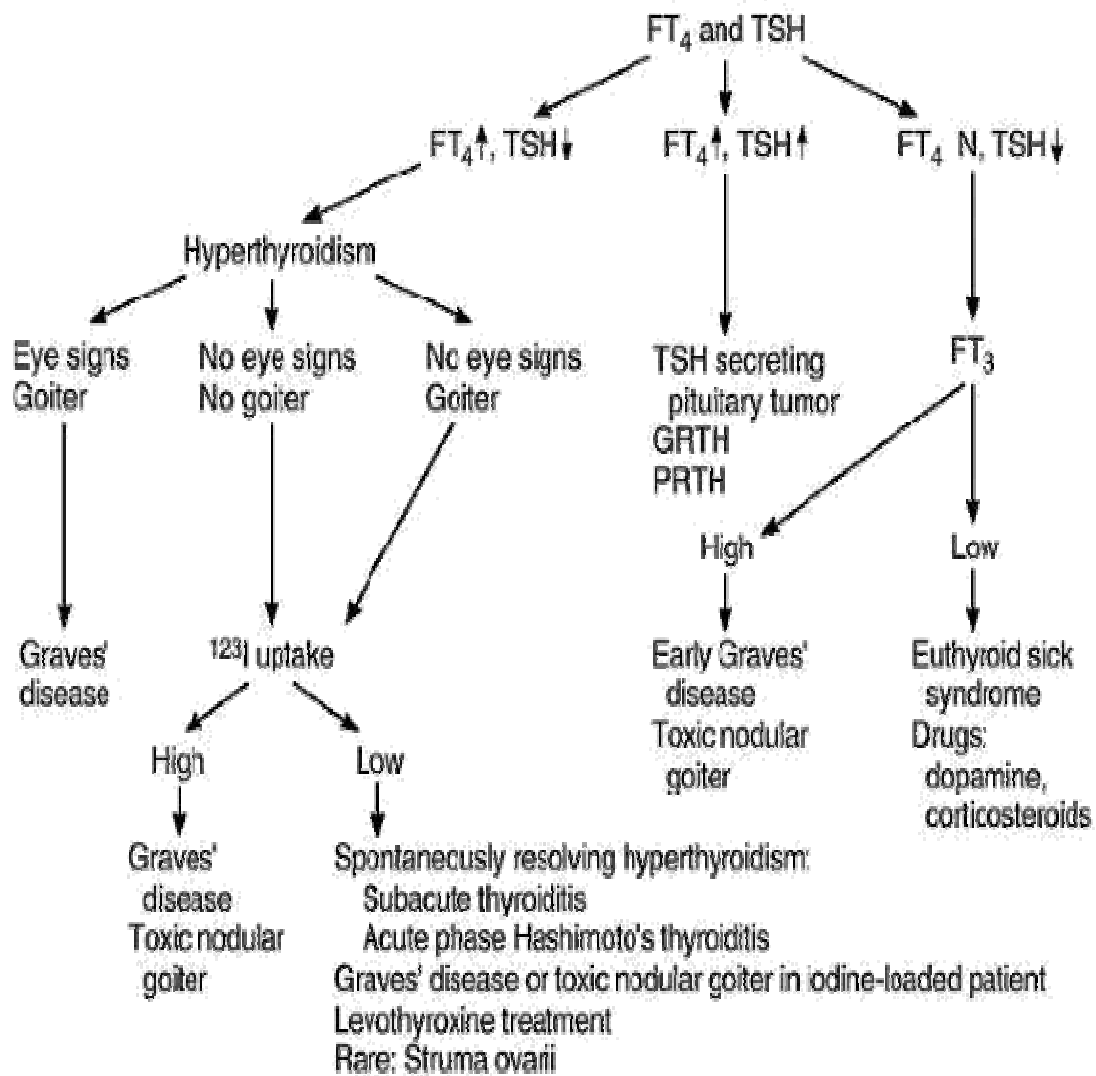 FT4 and TSH
FT4↑, TSH↓
FT4↑, TSH↑
FT4 N, TSH↓
Hyperthyroidism
Eye signs
Goiter
No eye signs
No goiter
No eye signs
Goiter
TSH secreting
pituitary tumor
GRTH
PRTH
FT3
High
Low
Graves'
disease
123I uptake
Early Graves'
disease
Toxic nodular
goiter
Euthyroid sick
syndrome
Drugs:
dopamine,
corticosteroids
High
Low
Graves'
disease
Toxic nodular
goiter
Spontaneously resolving hyperthyroidism:
Subacute thyroiditis
Acute phase Hashimoto's thyroiditis
Graves' disease or toxic nodular goiter in iodine-loaded patient
Levothyroxine treatment
Rare: Struma ovarii